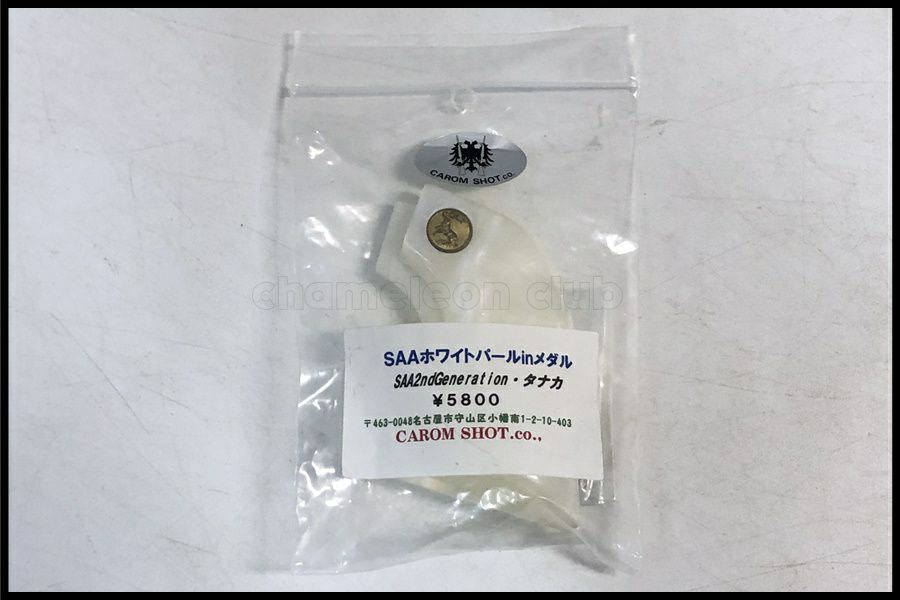 CAROM SHOT co.
chameleon club
SAAホワイトパールinメダル
SAA2ndGeneration・タナカ
¥5800
〒463-0048名古屋市守山区小幡南1-2-10-403
CAROM SHOT.co.,